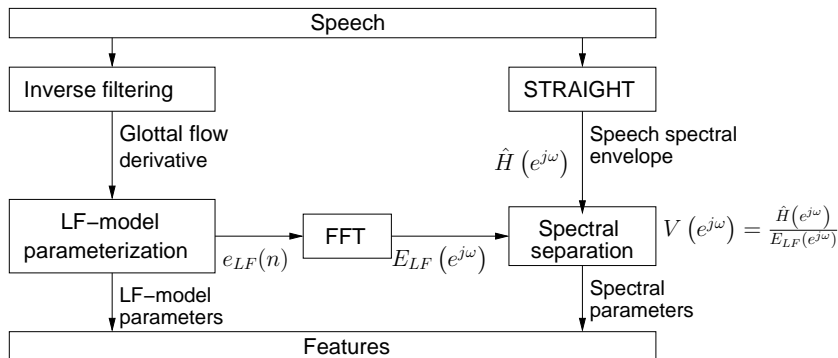 Speech
Inverse filtering
STRAIGHT
Glottal flow
derivative
Speech spectral
envelope
Ĥ (e^{jω})
LF−model
parameterization
e_{LF}(n)
FFT
E_{LF} (e^{jω})
Spectral
separation
V (e^{jω}) = Ĥ(e^{jω}) / E_{LF}(e^{jω})
LF−model
parameters
Spectral
parameters
Features